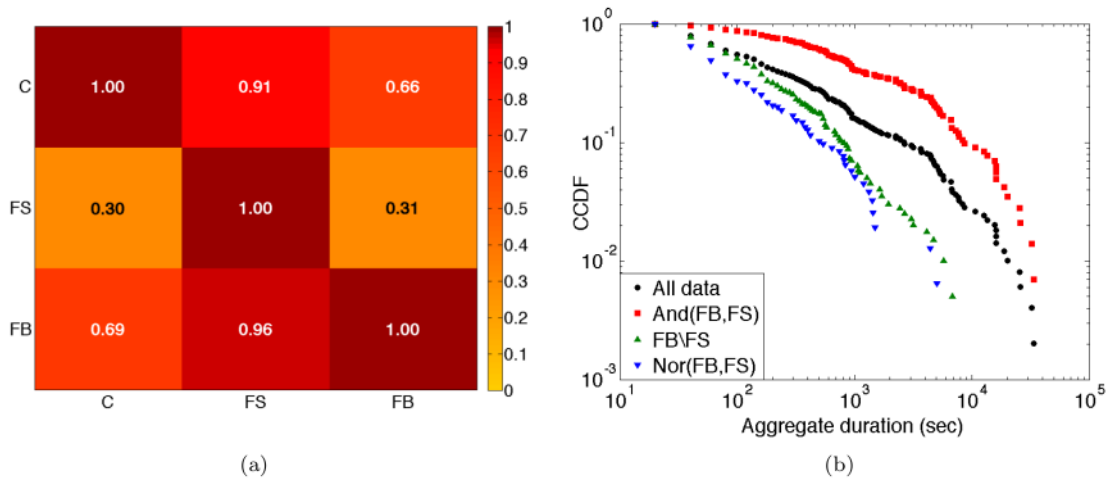 C
1.00
0.91
0.66
FS
0.30
1.00
0.31
FB
0.69
0.96
1.00
C
FS
FB
1
0.9
0.8
0.7
0.6
0.5
0.4
0.3
0.2
0.1
0
(a)
10^0
10^-1
10^-2
10^-3
CCDF
All data
And(FB,FS)
FB\FS
Nor(FB,FS)
10^1
10^2
10^3
10^4
10^5
Aggregate duration (sec)
(b)